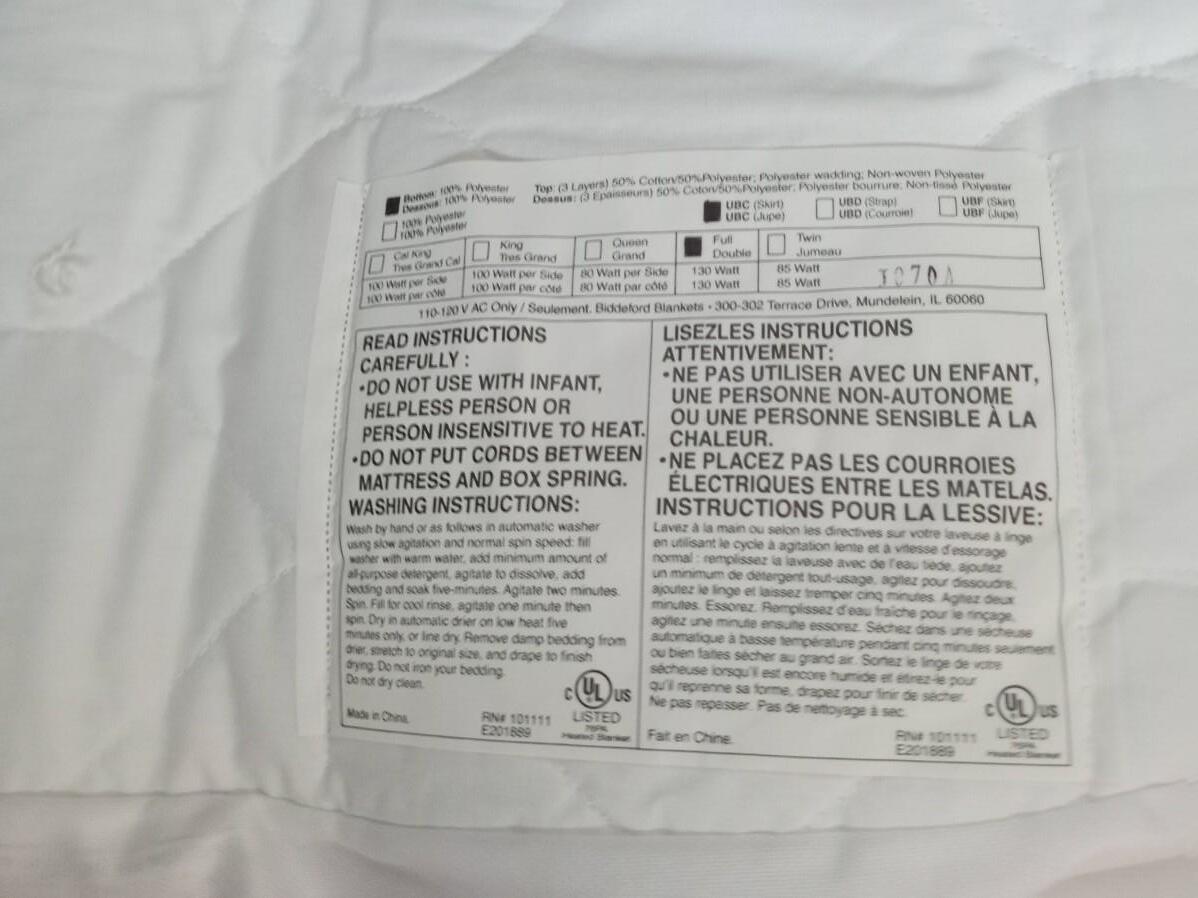 Bottom: 100% Polyester
Dessous: 100% Polyester
100% Polyester
100% Polyester
Top: (3 Layers) 50% Cotton/50%Polyester; Polyester wadding; Non-woven Polyester
Dessus: (3 Epaisseurs) 50% Coton/50%Polyester; Polyester bourrure; Non-tissé Polyester
UBC (Skirt)
UBC (Jupe)
UBD (Strap)
UBD (Courroie)
UBF (Skirt)
UBF (Jupe)
Cal King
Tres Grand Cal
King
Tres Grand
Queen
Grand
Full
Double
Twin
Jumeau
100 Watt per Side
100 Watt par côté
100 Watt per Side
100 Watt par côté
80 Watt per Side
80 Watt par côté
130 Watt
130 Watt
85 Watt
85 Watt
110-120 V AC Only / Seulement. Biddeford Blankets • 300-302 Terrace Drive, Mundelein, IL 60060
READ INSTRUCTIONS
CAREFULLY :
•DO NOT USE WITH INFANT,
HELPLESS PERSON OR
PERSON INSENSITIVE TO HEAT.
•DO NOT PUT CORDS BETWEEN
MATTRESS AND BOX SPRING.
WASHING INSTRUCTIONS:
Wash by hand or as follows in automatic washer
using slow agitation and normal spin speed: fill
washer with warm water, add minimum amount of
all-purpose detergent, agitate to dissolve, add
bedding and soak five-minutes. Agitate two minutes.
Spin. Fill for cool rinse, agitate one minute then
spin. Dry in automatic drier on low heat five
minutes only, or line dry. Remove damp bedding from
drier, stretch to original size, and drape to finish
drying. Do not iron your bedding.
Do not dry clean.
Made in China.
RN# 101111
E201889
C UL US
LISTED
76PA
Heated Blanket
LISEZLES INSTRUCTIONS
ATTENTIVEMENT:
•NE PAS UTILISER AVEC UN ENFANT,
UNE PERSONNE NON-AUTONOME
OU UNE PERSONNE SENSIBLE À LA
CHALEUR.
•NE PLACEZ PAS LES COURROIES
ÉLECTRIQUES ENTRE LES MATELAS.
INSTRUCTIONS POUR LA LESSIVE:
Lavez à la main ou selon les directives sur votre laveuse à linge
en utilisant le cycle à agitation lente et à vitesse d'essorage
normal : remplissez la laveuse avec de l'eau tiède, ajoutez
un minimum de détergent tout-usage, agitez pour dissoudre,
ajoutez le linge et laissez tremper cinq minutes. Agitez deux
minutes. Essorez. Remplissez d'eau fraîche pour le rinçage,
agitez une minute ensuite essorez. Séchez dans une sécheuse
automatique à basse température pendant cinq minutes seulement
ou bien faites sécher au grand air. Sortez le linge de votre
sécheuse lorsqu'il est encore humide et étirez-le pour
qu'il reprenne sa forme, drapez pour finir de sécher.
Ne pas repasser. Pas de nettoyage à sec.
Fait en Chine.
RN# 101111
E201889
C UL US
LISTED
76PA
Heated Blanket